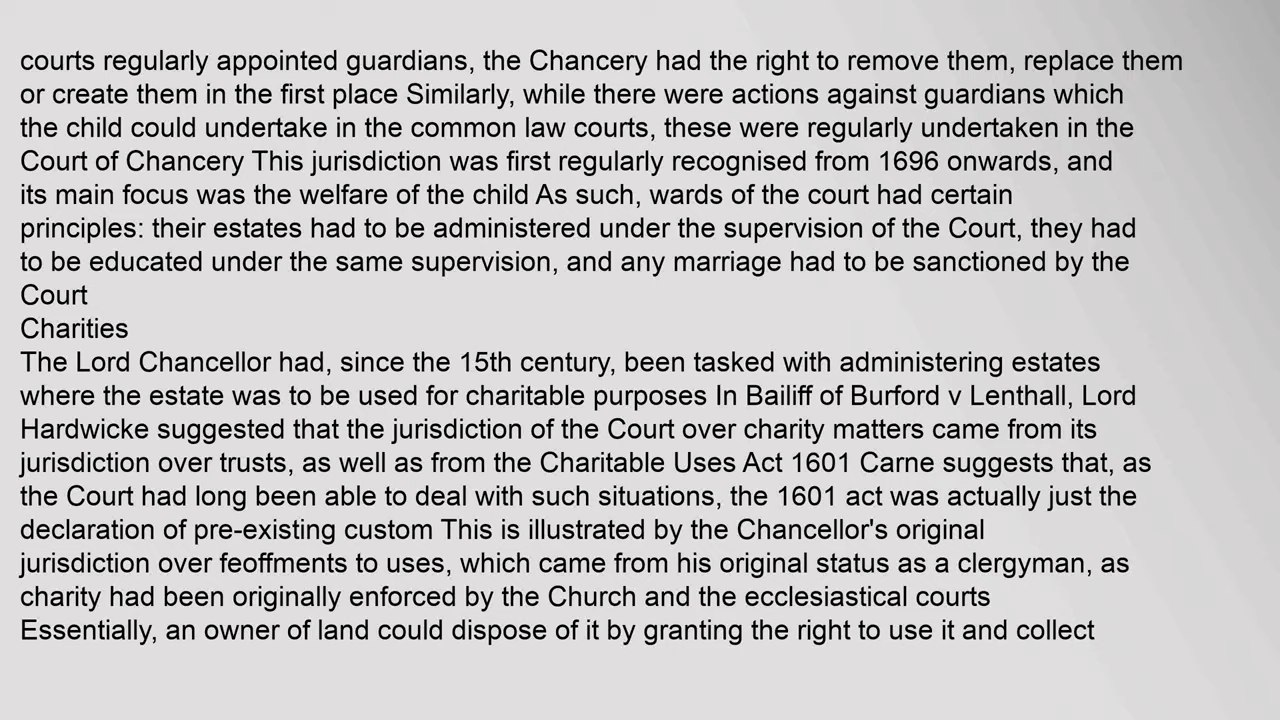 courts regularly appointed guardians, the Chancery had the right to remove them, replace them
or create them in the first place Similarly, while there were actions against guardians which
the child could undertake in the common law courts, these were regularly undertaken in the
Court of Chancery This jurisdiction was first regularly recognised from 1696 onwards, and
its main focus was the welfare of the child As such, wards of the court had certain
principles: their estates had to be administered under the supervision of the Court, they had
to be educated under the same supervision, and any marriage had to be sanctioned by the
Court
Charities
The Lord Chancellor had, since the 15th century, been tasked with administering estates
where the estate was to be used for charitable purposes In Bailiff of Burford v Lenthall, Lord
Hardwicke suggested that the jurisdiction of the Court over charity matters came from its
jurisdiction over trusts, as well as from the Charitable Uses Act 1601 Carne suggests that, as
the Court had long been able to deal with such situations, the 1601 act was actually just the
declaration of pre-existing custom This is illustrated by the Chancellor's original
jurisdiction over feoffments to uses, which came from his original status as a clergyman, as
charity had been originally enforced by the Church and the ecclesiastical courts
Essentially, an owner of land could dispose of it by granting the right to use it and collect